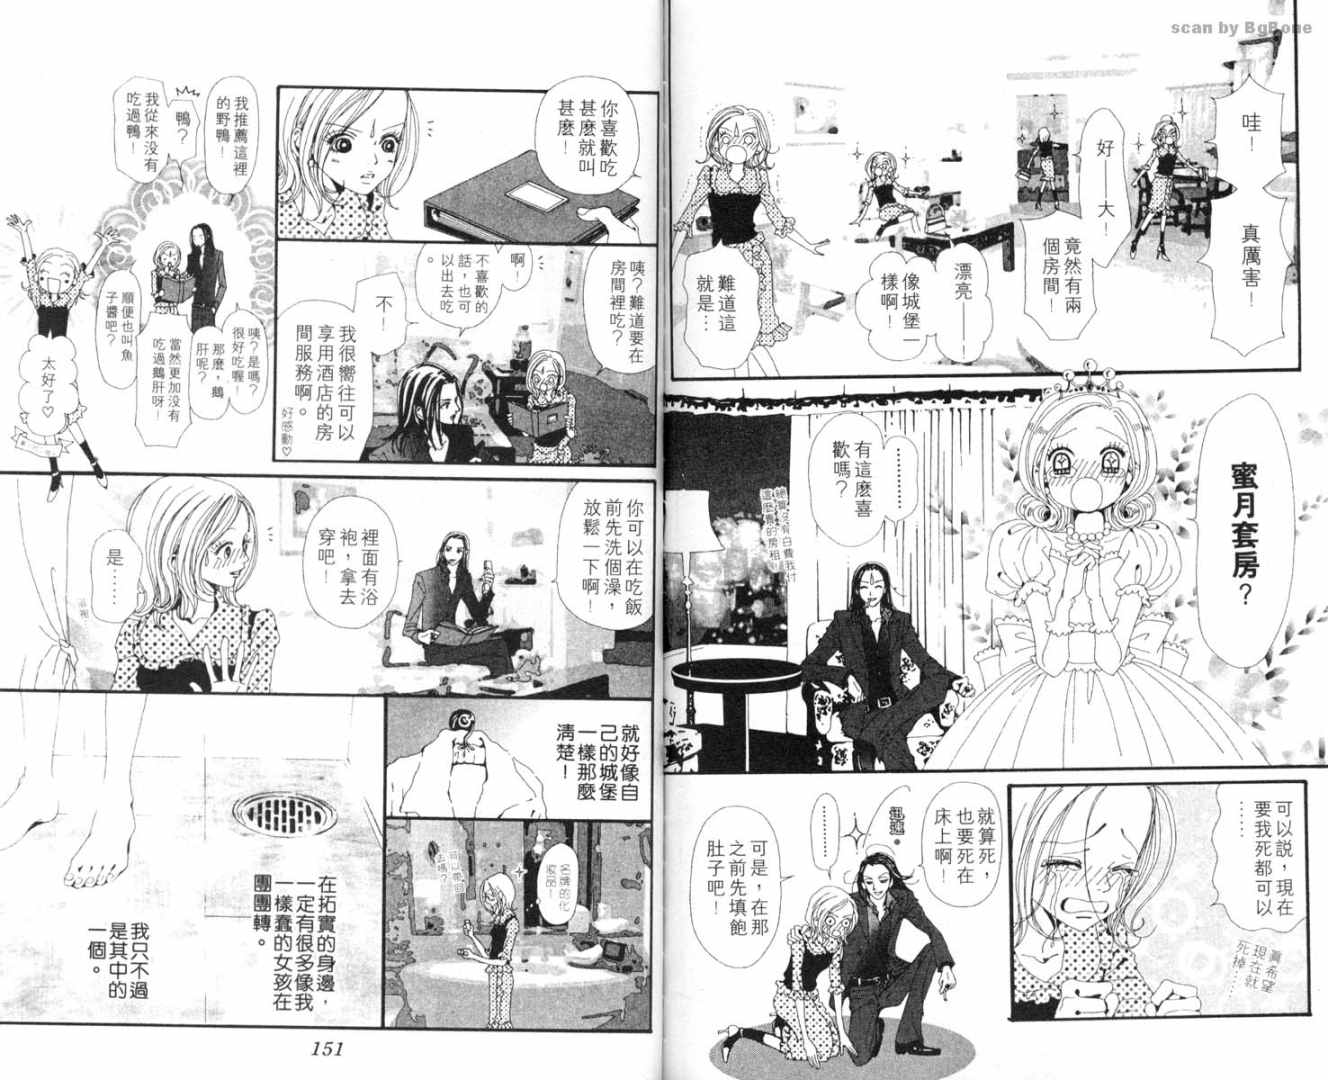 scan by BgBone
哇！
真厲害！
好——大！
竟然有兩
個房間！
漂亮——
像城堡一
樣啊！
難道這
就是…
蜜月套房？
………
有這麼喜
歡嗎？
可以說，現在
要我死都可以
……
真希望
現在就
死掉…
就算死，
也要死在
床上啊！
……
可是，在那
之前先填飽
肚子吧！
你喜歡吃
甚麼就叫
甚麼！
咦？難道要在
房間裡吃？
啊！
不喜歡的
話，也可
以出去吃
。
不！
我很嚮往可以
享用酒店的房
間服務啊。
好感動♡
我推薦這裡
的野鴨！
鴨？
我從來没有
吃過鴨！
咦？是嗎？
很好吃喔！
那麼，鵝
肝呢？
當然更加没有
吃過鵝肝呀！
順便也叫魚
子醬吧？
太好了♡
你可以在吃飯
前先洗個澡，
放鬆一下啊！
裡面有浴
袍，拿去
穿吧！
是……
就好像自
己的城堡
一樣那麼
清楚！
名牌的化
妝品！
在拓實的身邊，
一定有很多像我
一樣蠢的女孩在
團團轉。
我只不過
是其中的
一個。
151